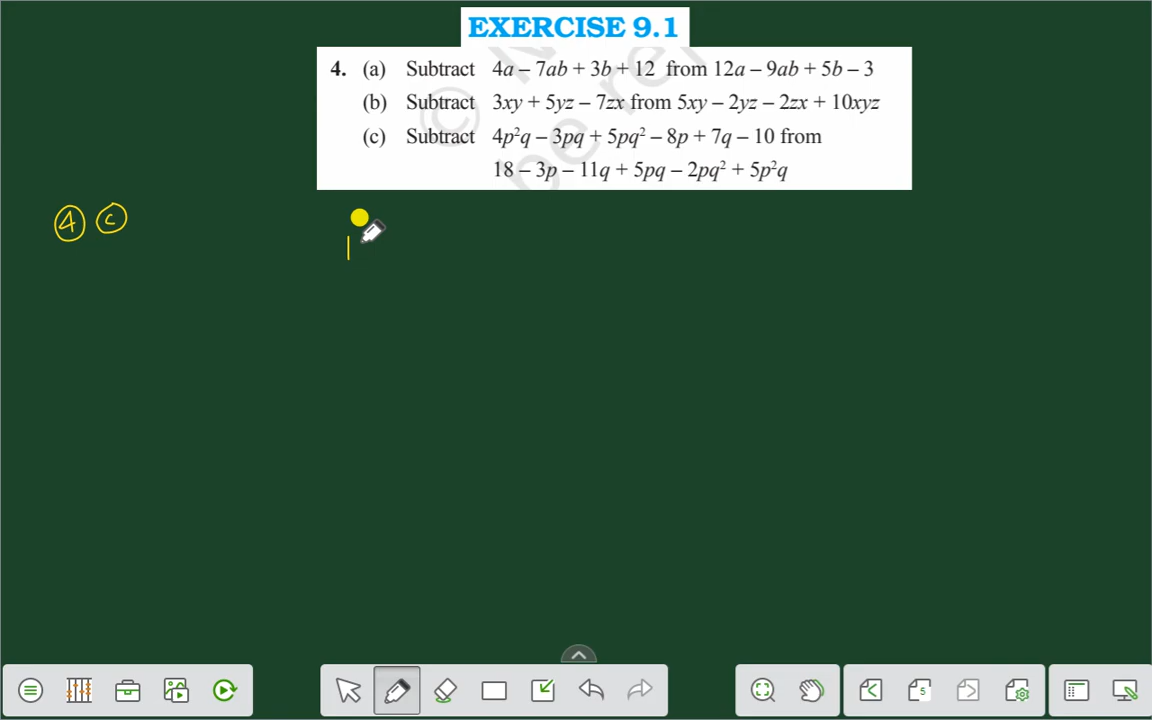 EXERCISE 9.1
4. (a) Subtract 4a – 7ab + 3b + 12 from 12a – 9ab + 5b – 3
(b) Subtract 3xy + 5yz – 7zx from 5xy – 2yz – 2zx + 10xyz
(c) Subtract 4p²q – 3pq + 5pq² – 8p + 7q – 10 from
18 – 3p – 11q + 5pq – 2pq² + 5p²q
4 c
5